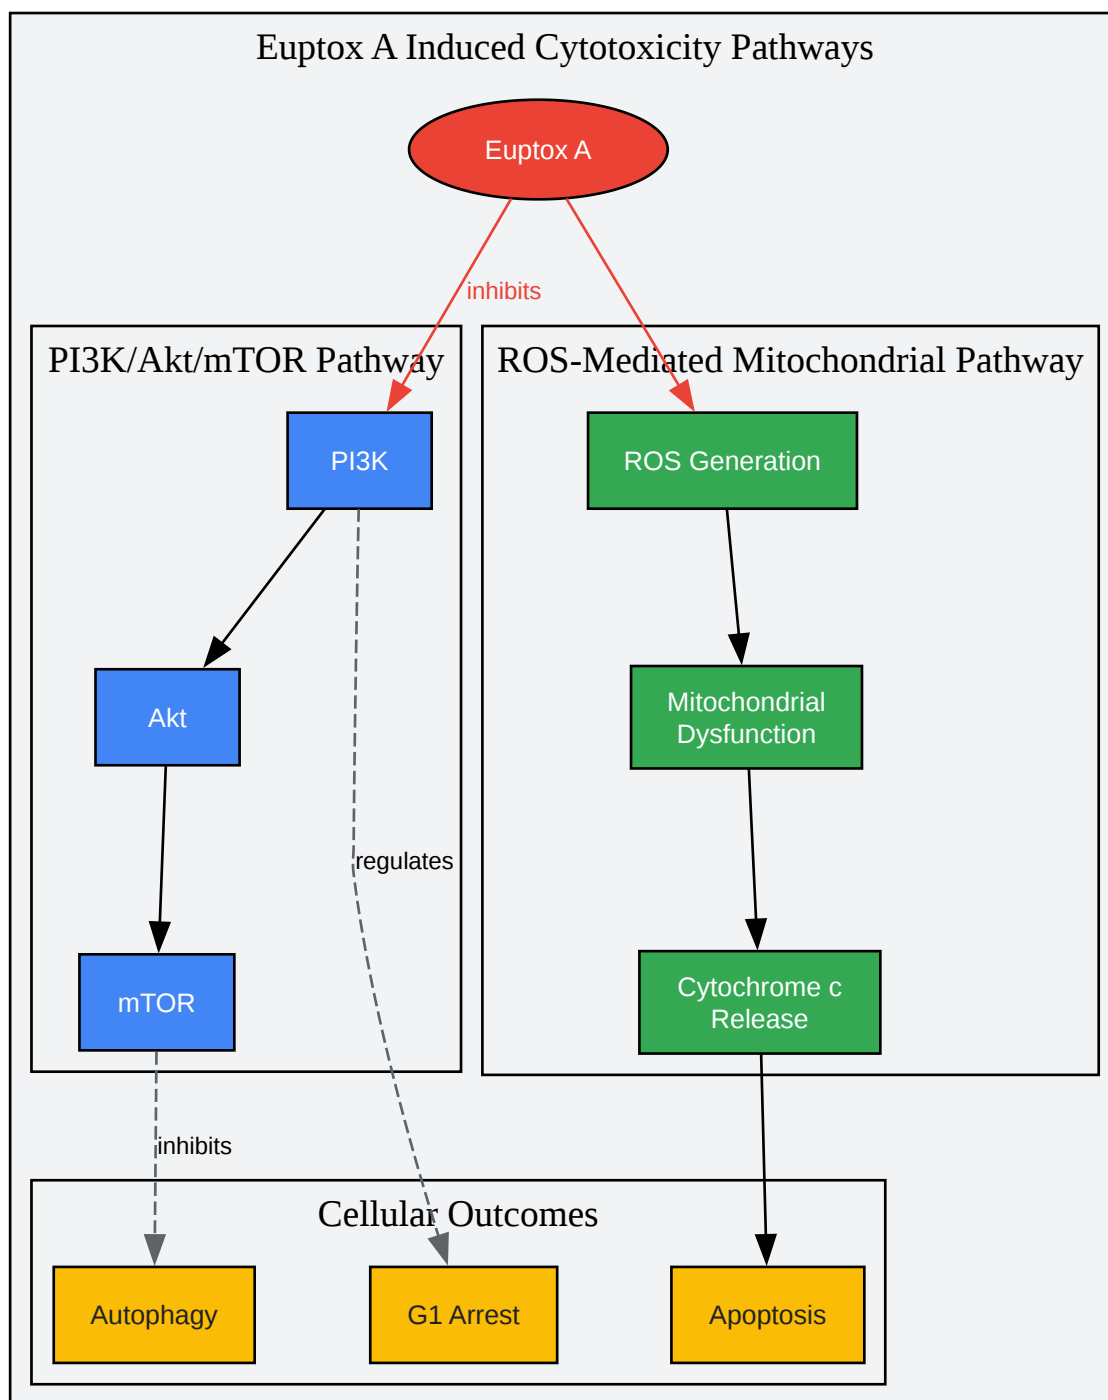 Euptox A Induced Cytotoxicity Pathways
Euptox A
inhibits
PI3K/Akt/mTOR Pathway
ROS-Mediated Mitochondrial Pathway
PI3K
ROS Generation
Akt
Mitochondrial
Dysfunction
regulates
mTOR
Cytochrome c
Release
inhibits
Cellular Outcomes
Autophagy
G1 Arrest
Apoptosis